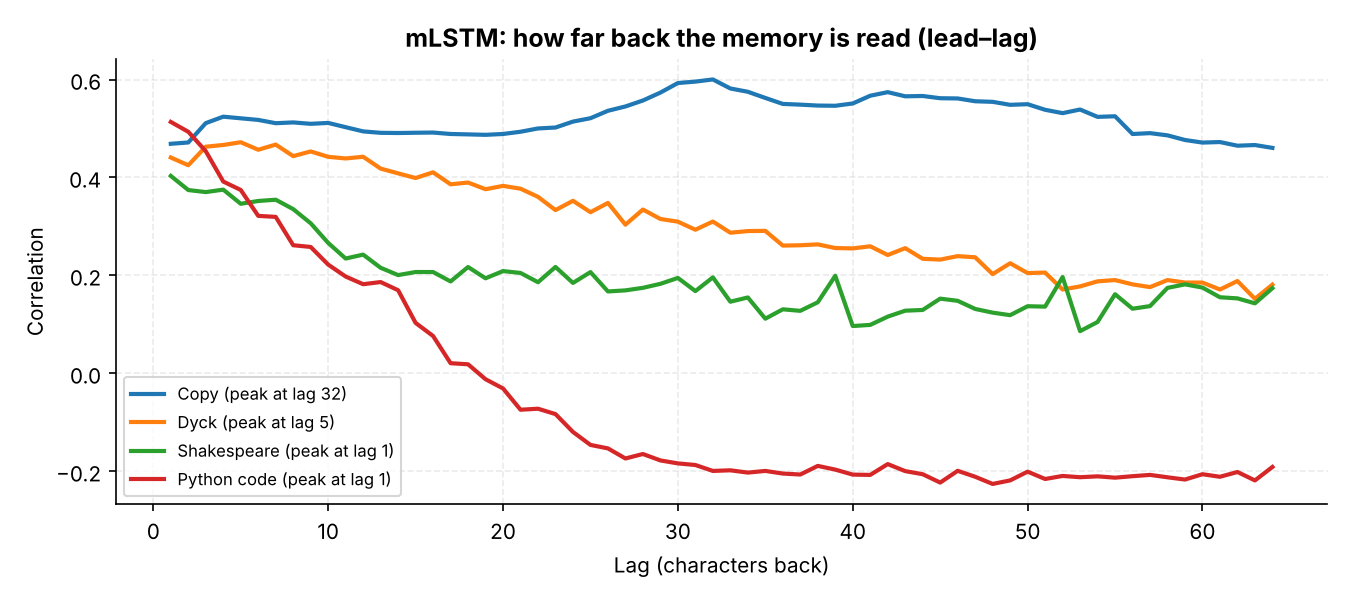 mLSTM: how far back the memory is read (lead–lag)
Correlation
0.6
0.4
0.2
0.0
−0.2
Copy (peak at lag 32)
Dyck (peak at lag 5)
Shakespeare (peak at lag 1)
Python code (peak at lag 1)
0 10 20 30 40 50 60
Lag (characters back)